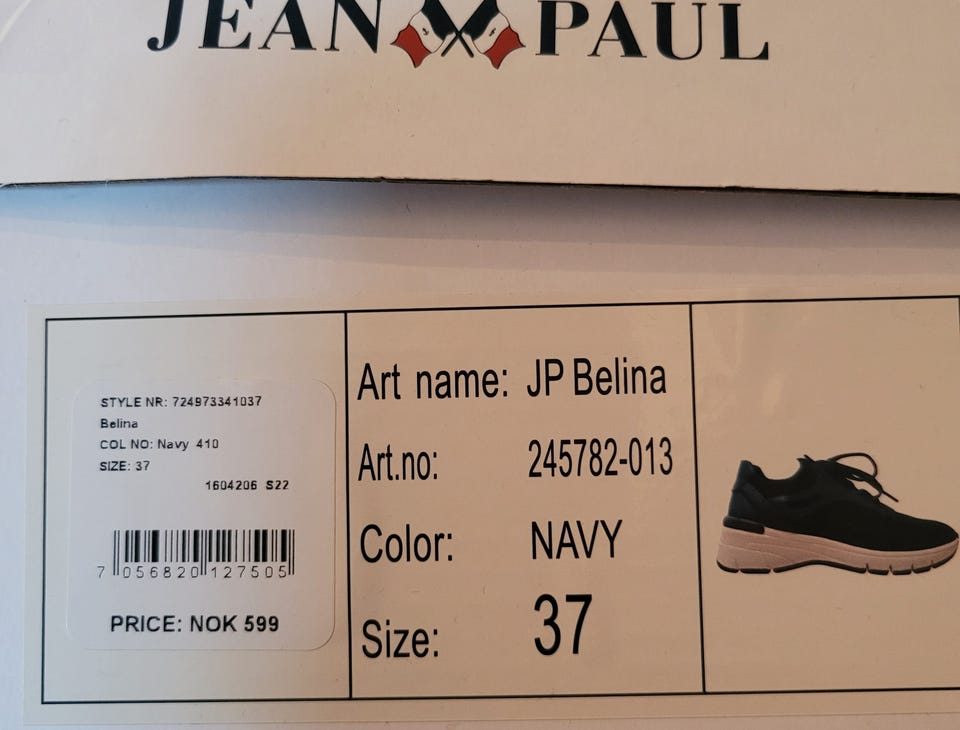 JEAN PAUL
STYLE NR: 724973341037
Belina
COL NO: Navy 410
SIZE: 37
1604206 S22
7 056820 127505
PRICE: NOK 599
Art name: JP Belina
Art.no: 245782-013
Color: NAVY
Size: 37